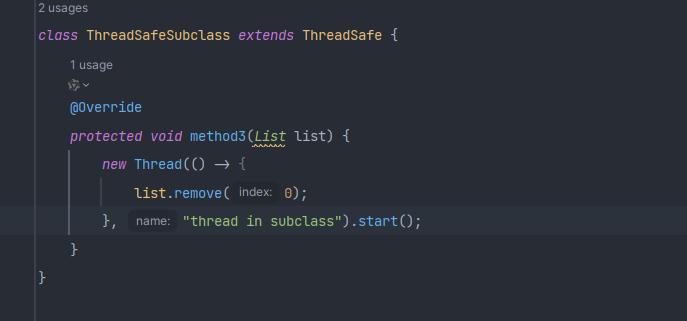 2 usages
class ThreadSafeSubclass extends ThreadSafe {
1 usage
@Override
protected void method3(List list) {
new Thread(() -> {
list.remove( index: 0);
}, name: "thread in subclass").start();
}
}